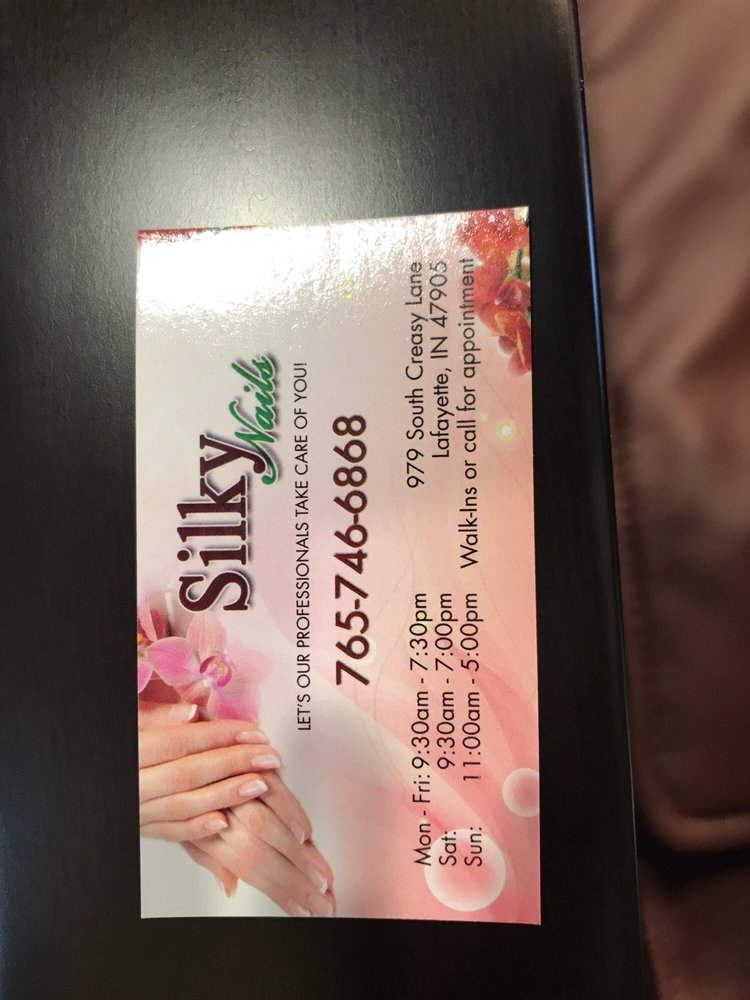 Silky
Nails
LET'S OUR PROFESSIONALS TAKE CARE OF YOU!
765-746-6868
Mon - Fri: 9:30am - 7:30pm
Sat: 9:30am - 7:00pm
Sun: 11:00am - 5:00pm
979 South Creasy Lane
Lafayette, IN 47905
Walk-Ins or call for appointment